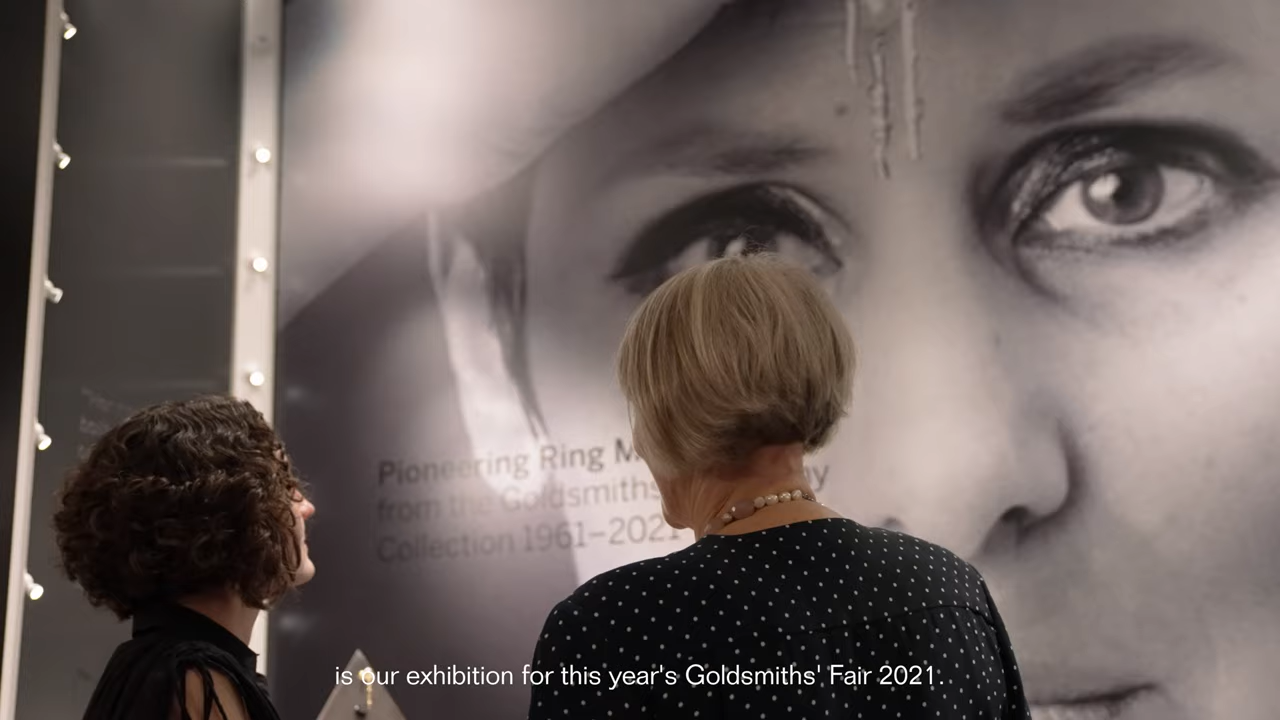 Pioneering Ring
from the Goldsmiths
Collection 1961–2021
is our exhibition for this year's Goldsmiths' Fair 2021.